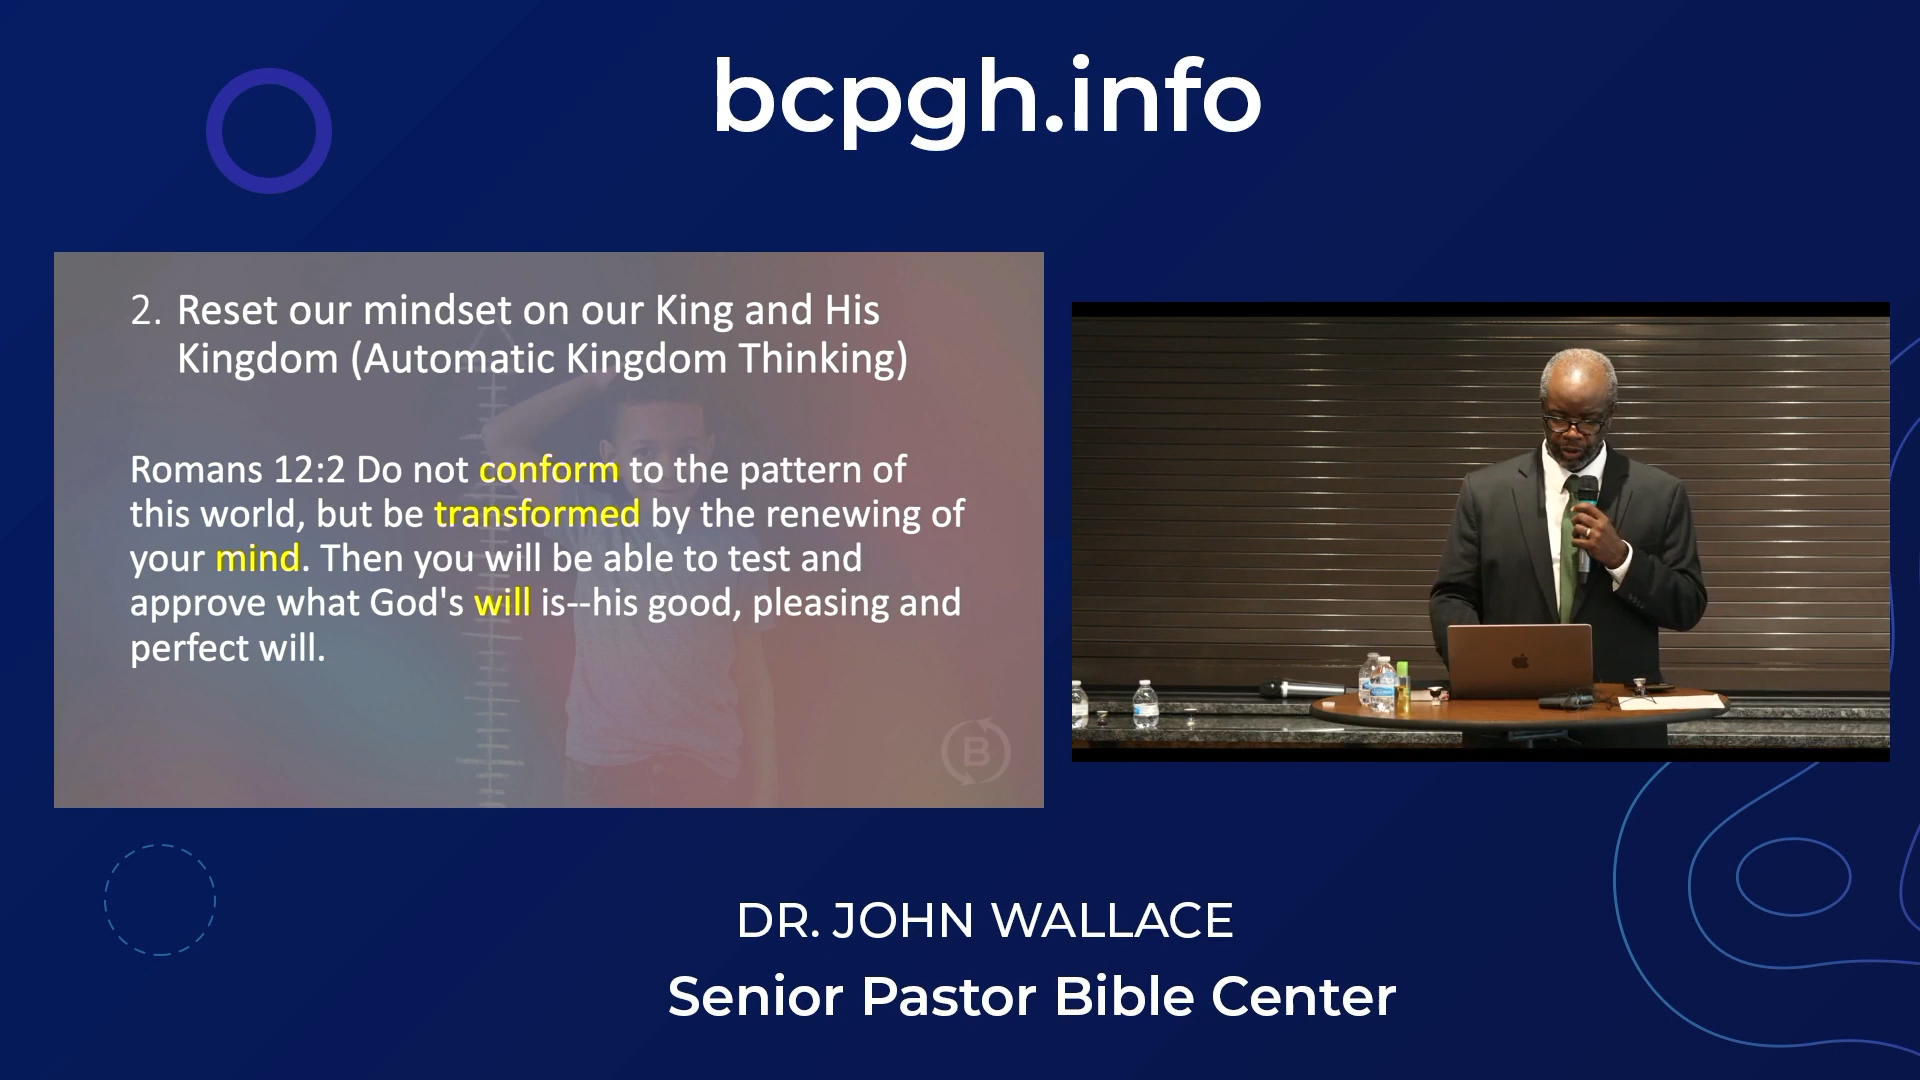 bcpgh.info
2. Reset our mindset on our King and His
Kingdom (Automatic Kingdom Thinking)
Romans 12:2 Do not conform to the pattern of
this world, but be transformed by the renewing of
your mind. Then you will be able to test and
approve what God's will is--his good, pleasing and
perfect will.
B
DR. JOHN WALLACE
Senior Pastor Bible Center